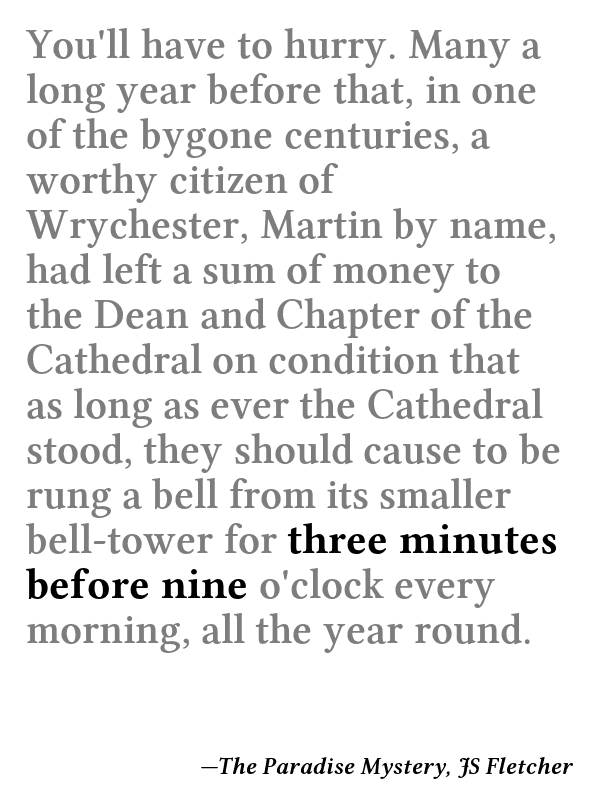 You'll have to hurry. Many a
long year before that, in one
of the bygone centuries, a
worthy citizen of
Wrychester, Martin by name,
had left a sum of money to
the Dean and Chapter of the
Cathedral on condition that
as long as ever the Cathedral
stood, they should cause to be
rung a bell from its smaller
bell-tower for three minutes
before nine o'clock every
morning, all the year round.
—The Paradise Mystery, JS Fletcher